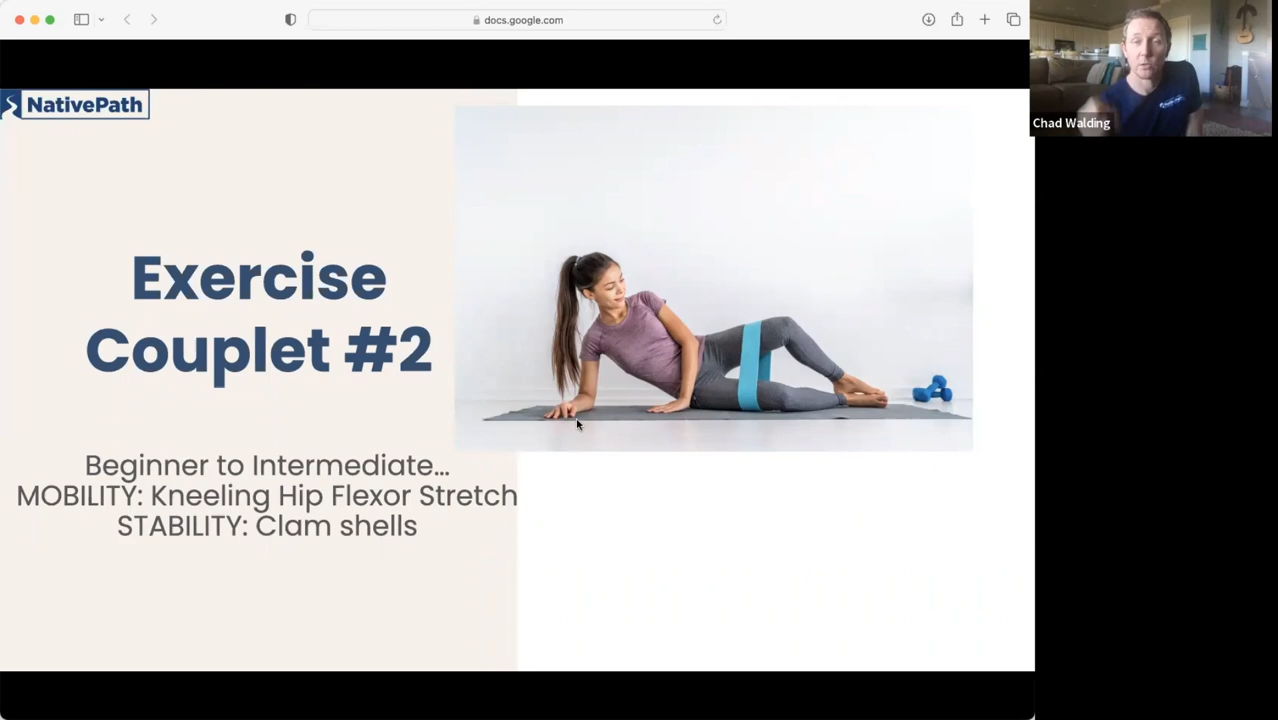 docs.google.com
NativePath
Chad Walding
Exercise
Couplet #2
Beginner to Intermediate...
MOBILITY: Kneeling Hip Flexor Stretch
STABILITY: Clam shells